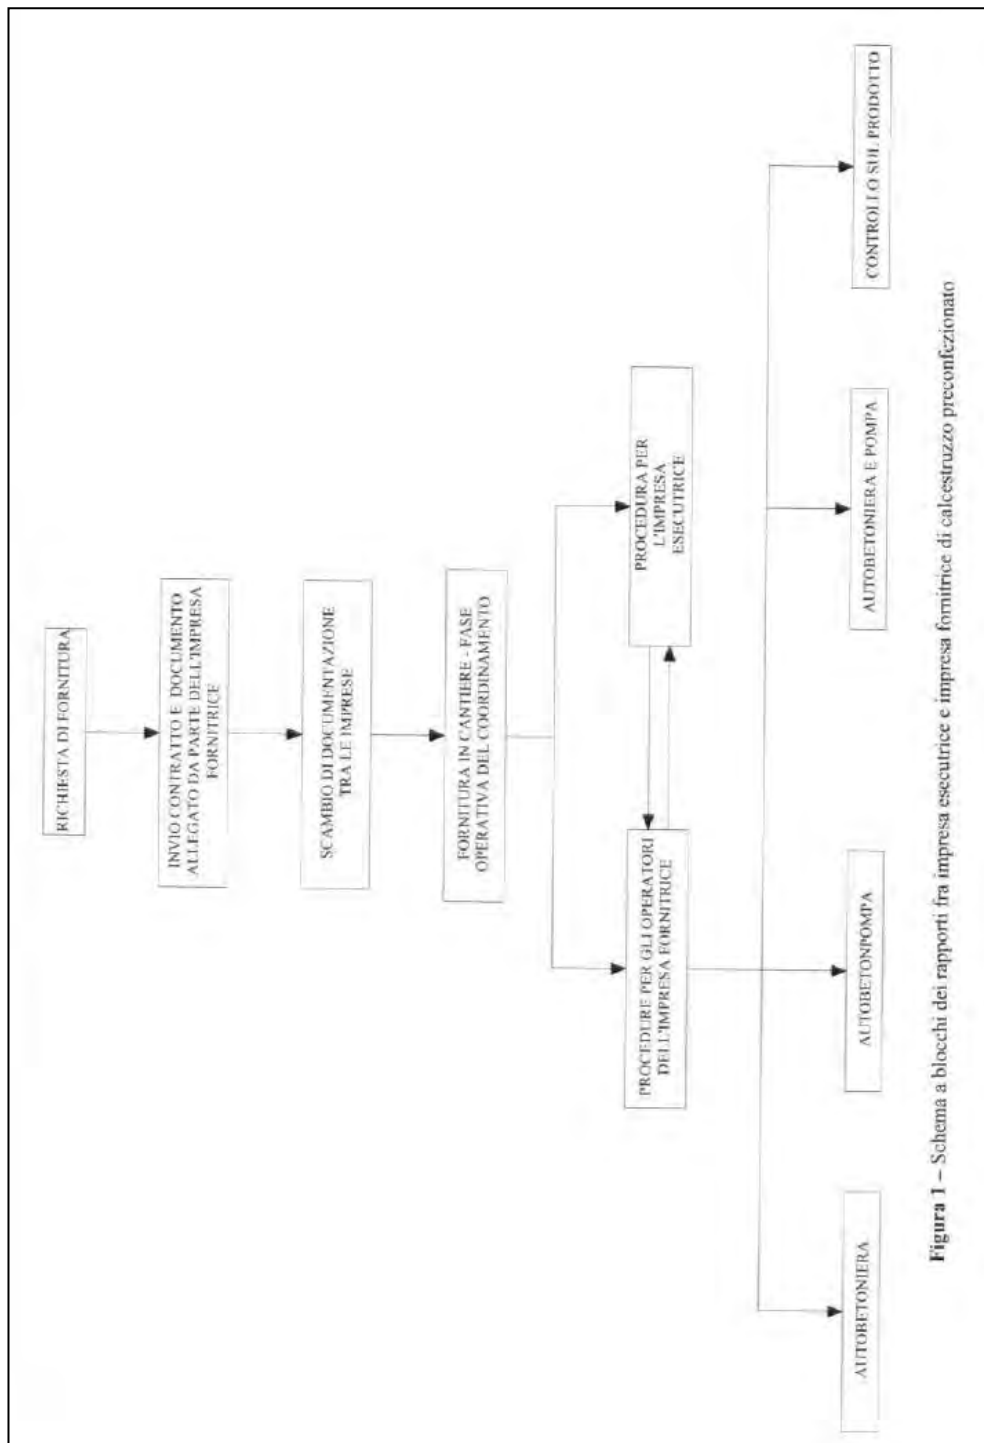 RICHIESTA DI FORNITURA
INVIO CONTRATTO E DOCUMENTO
ALLEGATO DA PARTE DELL'IMPRESA
FORNITRICE
SCAMBIO DI DOCUMENTAZIONE
TRA LE IMPRESE
FORNITURA IN CANTIERE - FASE
OPERATIVA DEL COORDINAMENTO
PROCEDURE PER GLI OPERATORI
DELL'IMPRESA FORNITRICE
PROCEDURA PER
L'IMPRESA
ESECUTRICE
AUTOBETONIERA
AUTOBETONPOMPA
AUTOBETONIERA E POMPA
CONTROLLO SUL PRODOTTO
Figura 1 – Schema a blocchi dei rapporti fra impresa esecutrice e impresa fornitrice di calcestruzzo preconfezionato